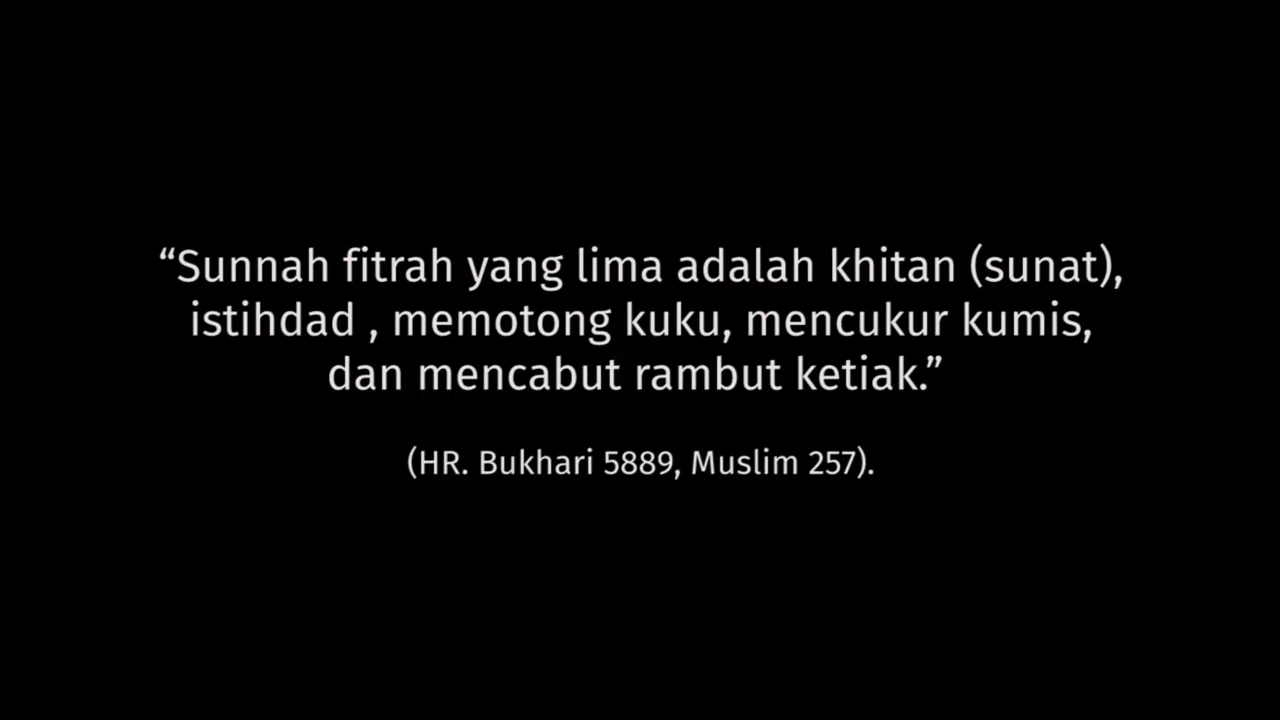 “Sunnah fitrah yang lima adalah khitan (sunat),
istihdad , memotong kuku, mencukur kumis,
dan mencabut rambut ketiak.”
(HR. Bukhari 5889, Muslim 257).